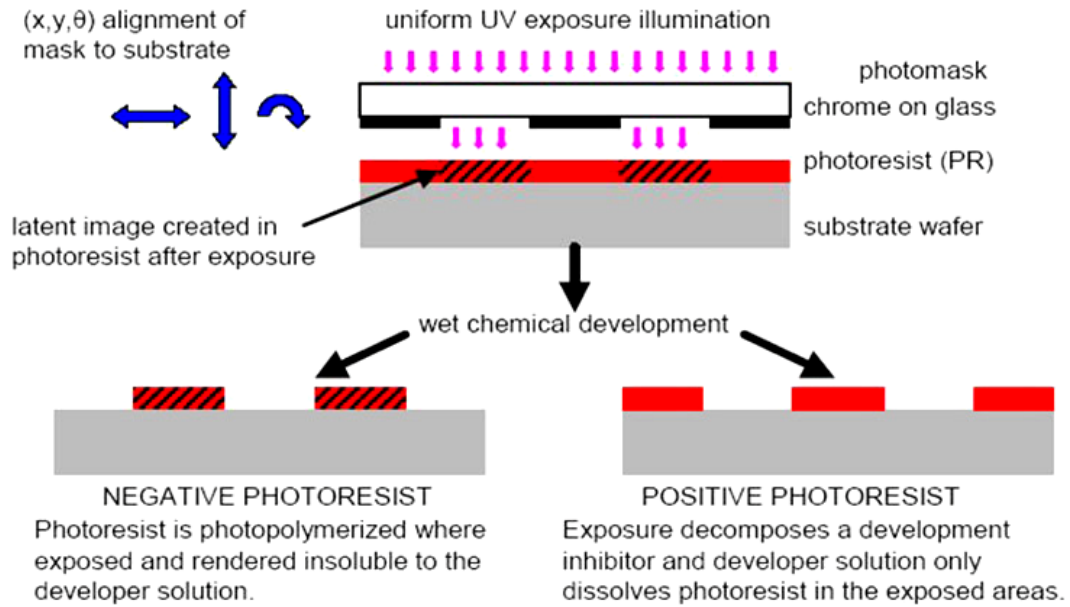 (x,y,θ) alignment of
mask to substrate
uniform UV exposure illumination
photomask
chrome on glass
photoresist (PR)
latent image created in
photoresist after exposure
substrate wafer
wet chemical development
NEGATIVE PHOTORESIST
Photoresist is photopolymerized where
exposed and rendered insoluble to the
developer solution.
POSITIVE PHOTORESIST
Exposure decomposes a development
inhibitor and developer solution only
dissolves photoresist in the exposed areas.